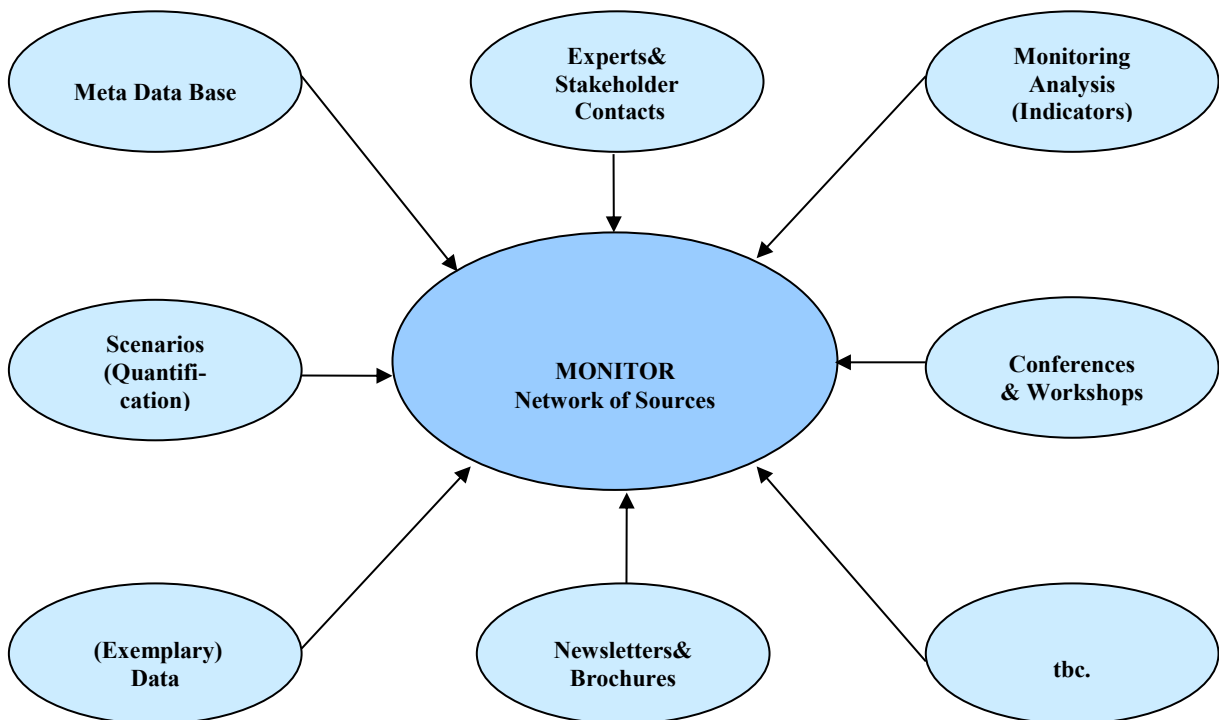 Meta Data Base
Experts&
Stakeholder
Contacts
Monitoring
Analysis
(Indicators)
Scenarios
(Quantifi-
cation)
MONITOR
Network of Sources
Conferences
& Workshops
(Exemplary)
Data
Newsletters&
Brochures
tbc.